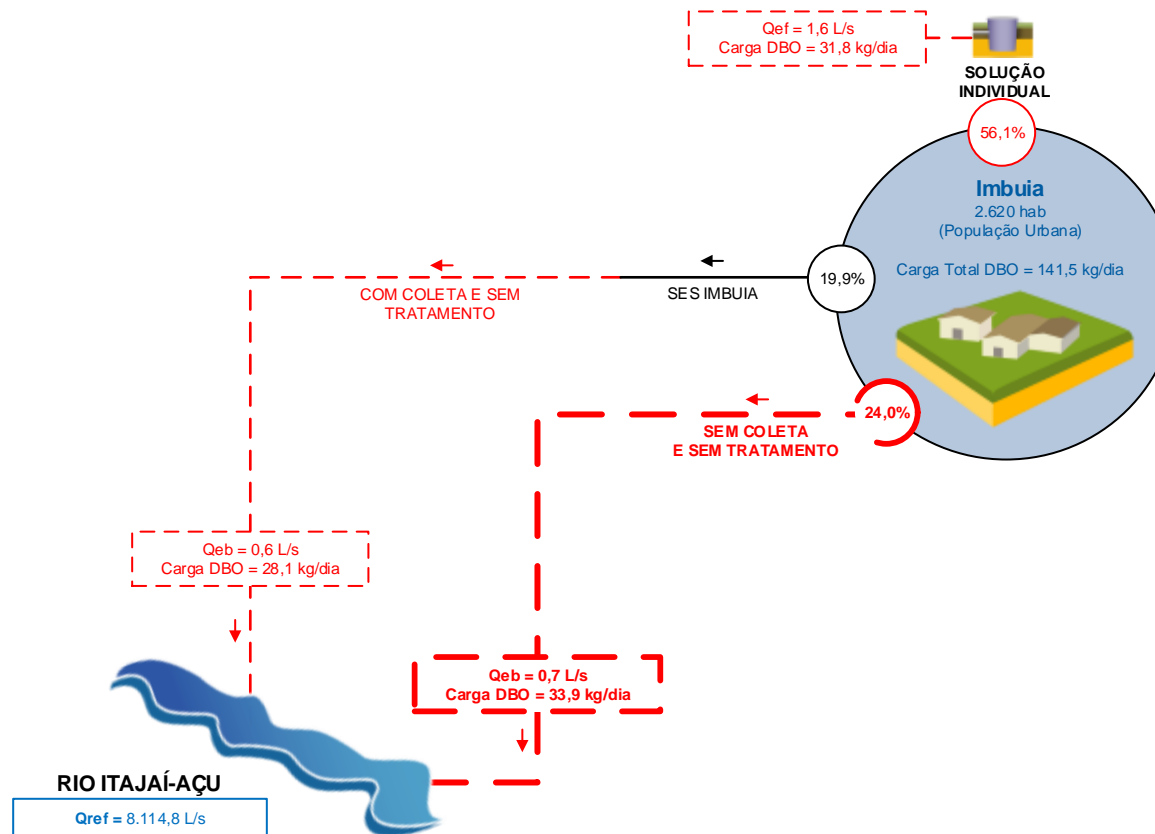 Qef = 1,6 L/s
Carga DBO = 31,8 kg/dia
SOLUÇÃO
INDIVIDUAL
56,1%
Imbuia
2.620 hab
(População Urbana)
Carga Total DBO = 141,5 kg/dia
19,9%
SES IMBUIA
COM COLETA E SEM
TRATAMENTO
24,0%
SEM COLETA
E SEM TRATAMENTO
Qeb = 0,6 L/s
Carga DBO = 28,1 kg/dia
Qeb = 0,7 L/s
Carga DBO = 33,9 kg/dia
RIO ITAJAÍ-AÇU
Qref = 8.114,8 L/s